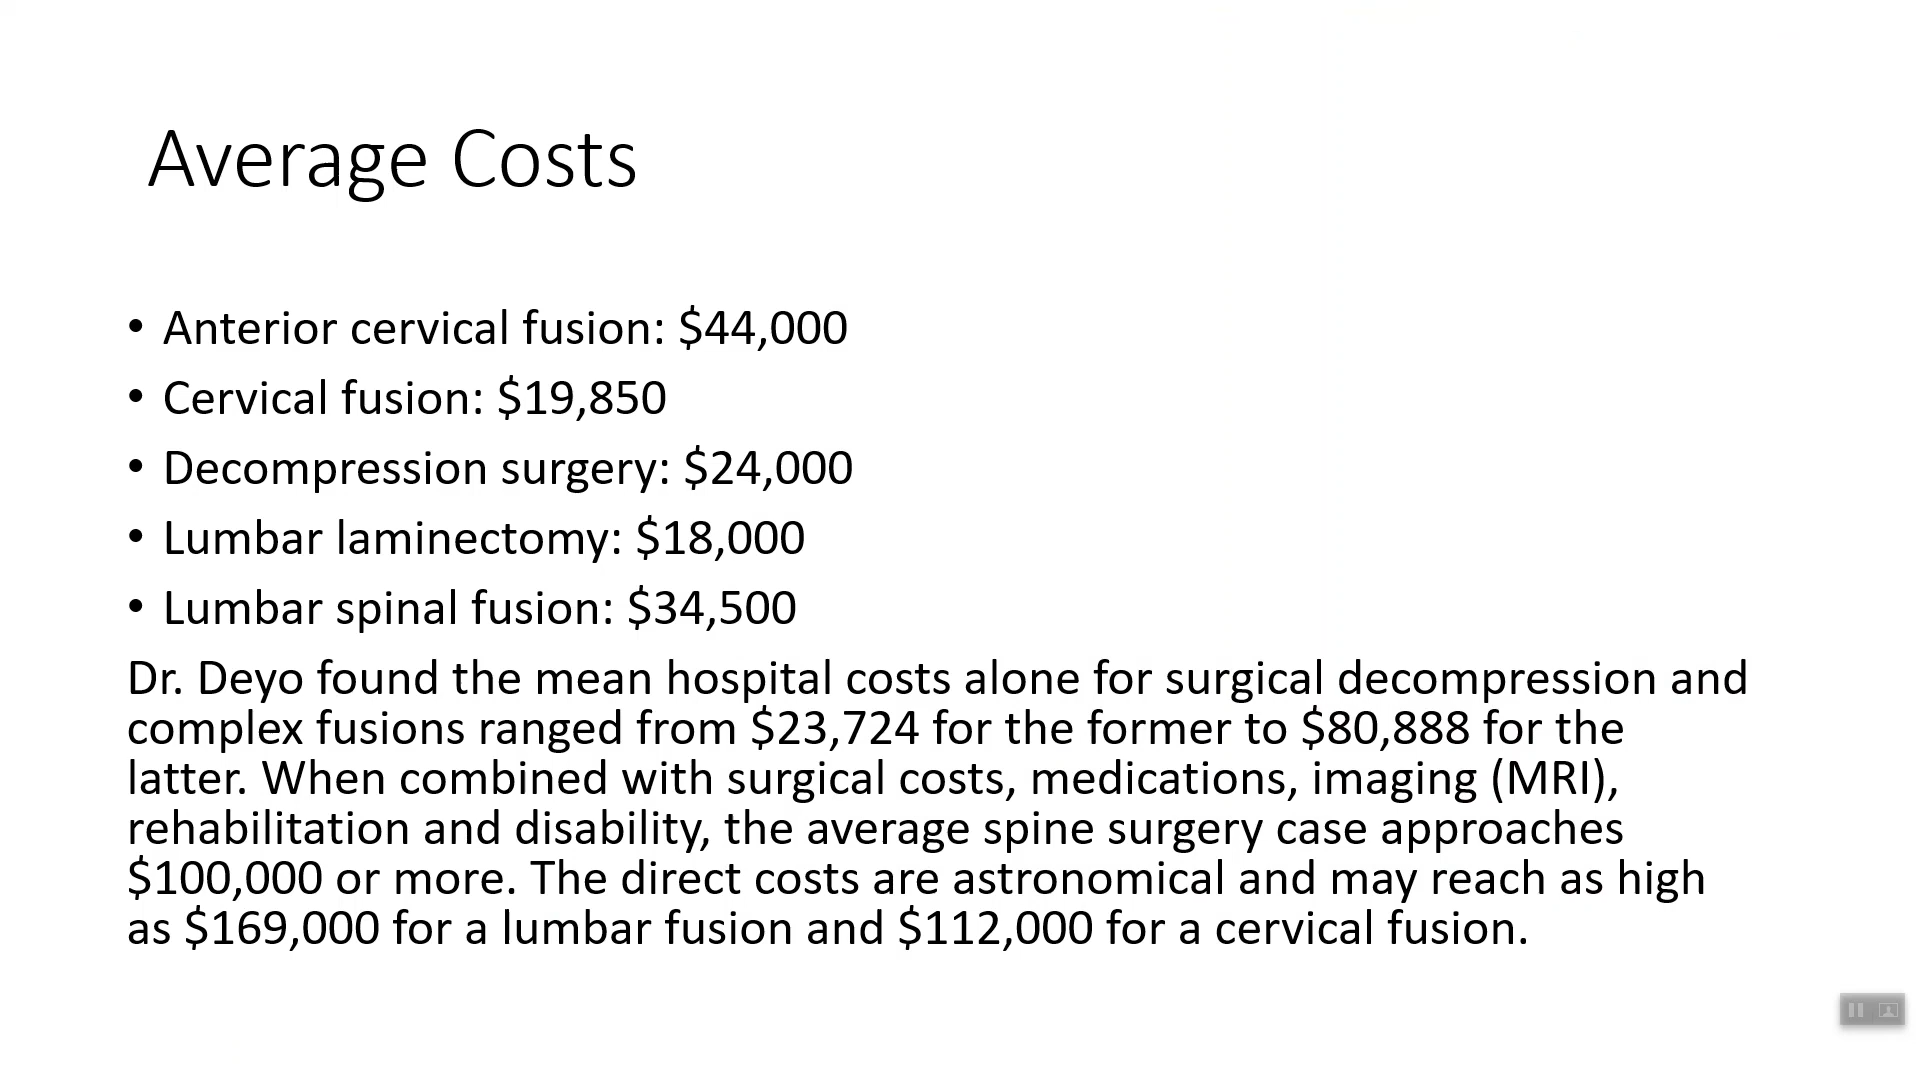 Average Costs
• Anterior cervical fusion: $44,000
• Cervical fusion: $19,850
• Decompression surgery: $24,000
• Lumbar laminectomy: $18,000
• Lumbar spinal fusion: $34,500
Dr. Deyo found the mean hospital costs alone for surgical decompression and
complex fusions ranged from $23,724 for the former to $80,888 for the
latter. When combined with surgical costs, medications, imaging (MRI),
rehabilitation and disability, the average spine surgery case approaches
$100,000 or more. The direct costs are astronomical and may reach as high
as $169,000 for a lumbar fusion and $112,000 for a cervical fusion.